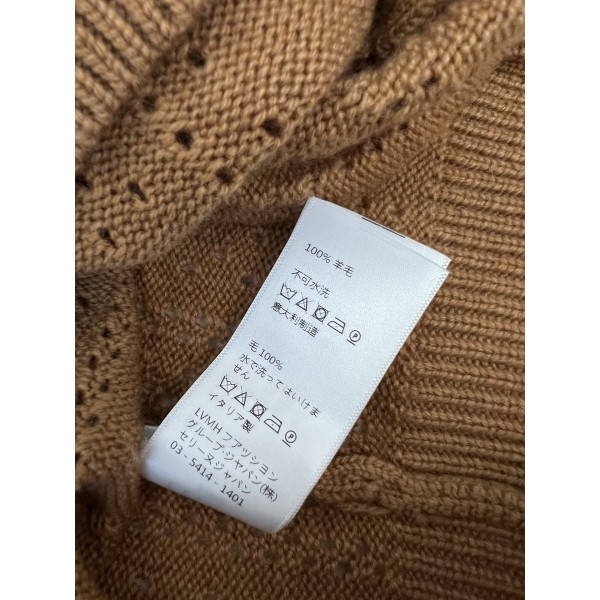 100% 羊毛
不可水洗
意大利制造
毛 100%
水で洗ってはいけま
せん
イタリア製
LVMH ファッション
グループ・ジャパン(株)
セリーヌジャパン
03 - 5414 - 1401